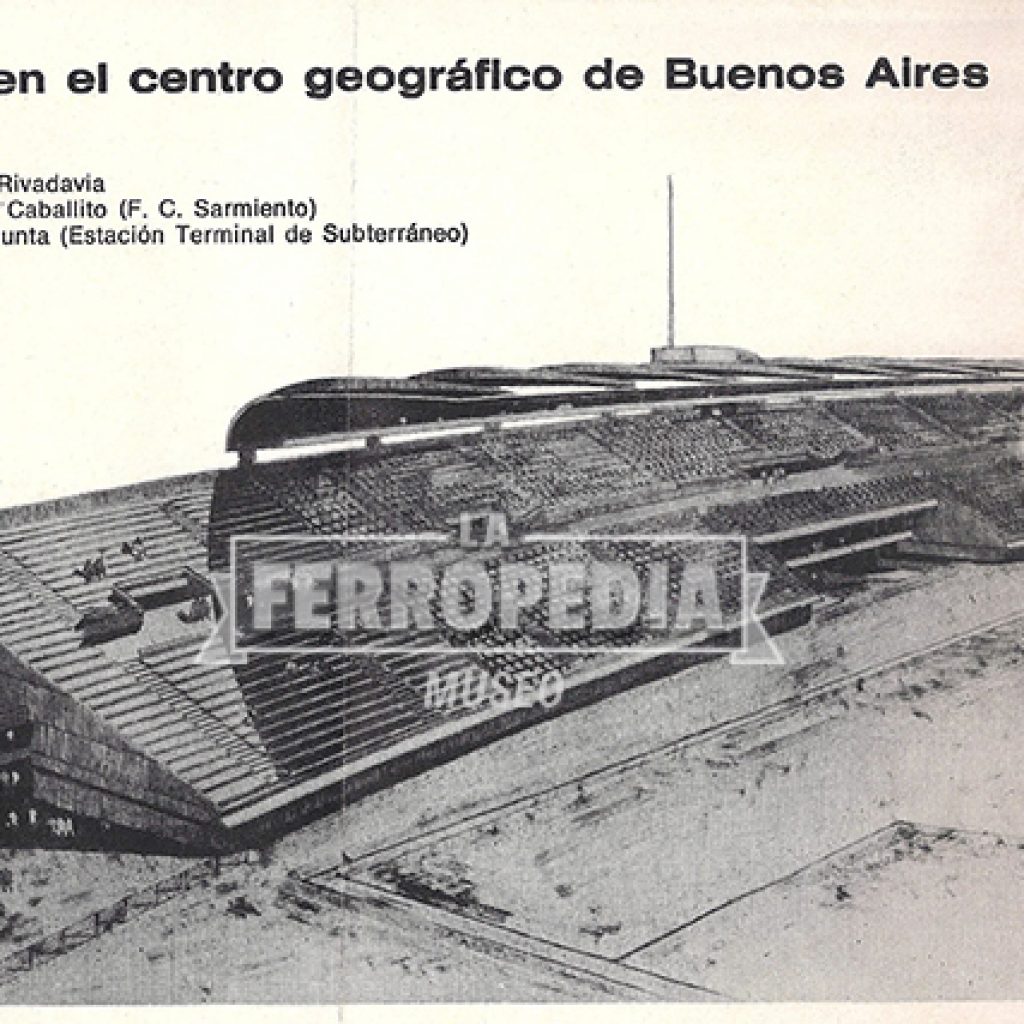 en el centro geográfico de Buenos Aires
Rivadavia
Caballito (F. C. Sarmiento)
unta (Estación Terminal de Subterráneo)
LA
FERROPEDIA
MUSEO